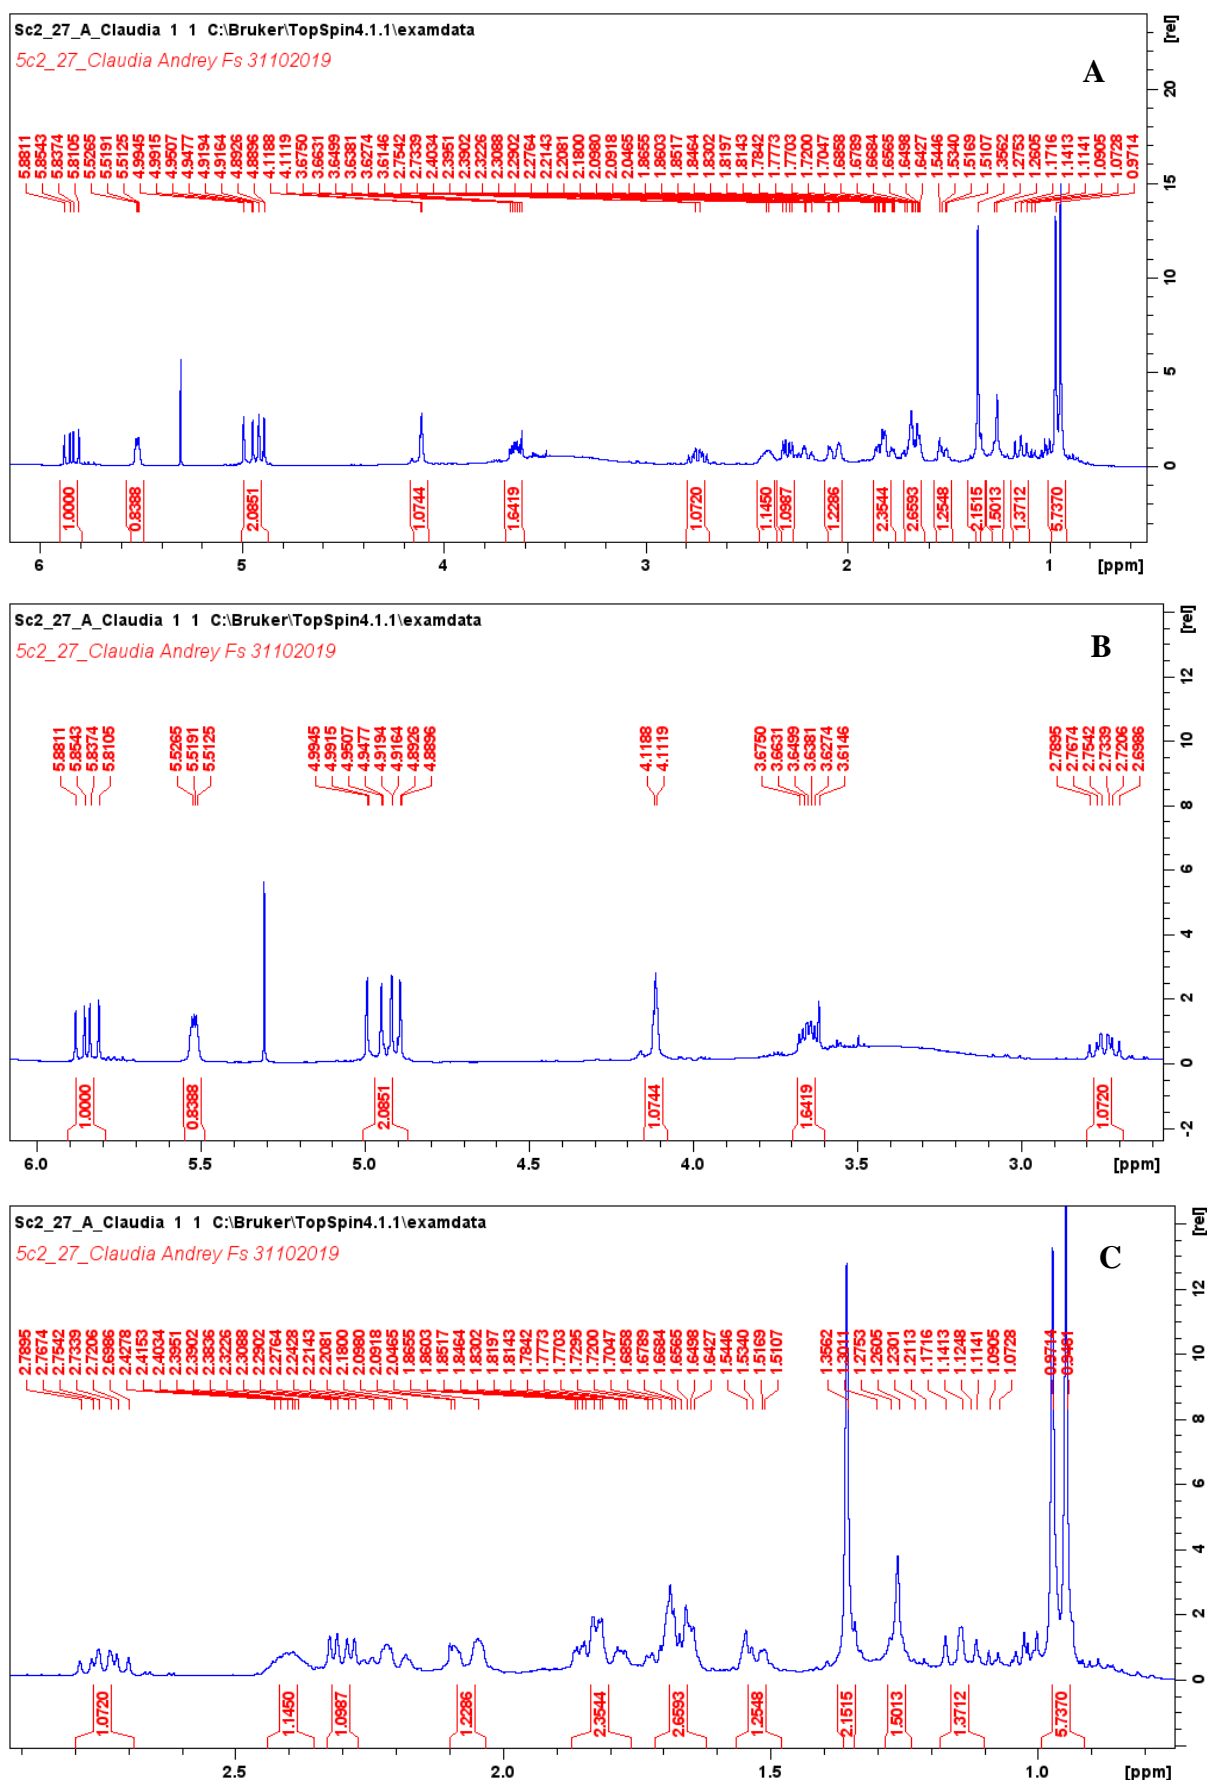 Sc2_27_A_Claudia 1 1 C:\Bruker\TopSpin4.1.1\examdata
5c2_27_Claudia Andrey Fs 31102019
A
[rel]
5.8811 5.8543 5.8374 5.8105 5.5265 5.5191 5.5125 4.9945 4.9915 4.9507 4.9477 4.9194 4.9164 4.8926 4.8896 4.1188 4.1119 3.6750 3.6631 3.6499 3.6381 3.6274 3.6146 2.7542 2.7339 2.4034 2.3951 2.3902 2.3226 2.3088 2.2902 2.2764 2.2143 2.2081 2.1800 2.0980 2.0918 2.0465 1.8655 1.8603 1.8517 1.8464 1.8302 1.8197 1.8143 1.7842 1.7773 1.7703 1.7200 1.7047 1.6858 1.6789 1.6684 1.6565 1.6498 1.6427 1.5446 1.5340 1.5169 1.5107 1.3562 1.2753 1.2605 1.1716 1.1413 1.1141 1.0905 1.0728 0.9714
20
15
10
5
0
1.0000 0.8388 2.0851 1.0744 1.6419 1.0720 1.1450 1.0987 1.2286 2.3544 2.6593 1.2548 2.1515 1.5013 1.3712 5.7370
6 5 4 3 2 1 [ppm]
Sc2_27_A_Claudia 1 1 C:\Bruker\TopSpin4.1.1\examdata
5c2_27_Claudia Andrey Fs 31102019
B
[rel]
5.8811 5.8543 5.8374 5.8105 5.5265 5.5191 5.5125 4.9945 4.9915 4.9507 4.9477 4.9194 4.9164 4.8926 4.8896 4.1188 4.1119 3.6750 3.6631 3.6499 3.6381 3.6274 3.6146 2.7895 2.7674 2.7542 2.7339 2.7206 2.6986
12
10
8
6
4
2
0
-2
1.0000 0.8388 2.0851 1.0744 1.6419 1.0720
6.0 5.5 5.0 4.5 4.0 3.5 3.0 [ppm]
Sc2_27_A_Claudia 1 1 C:\Bruker\TopSpin4.1.1\examdata
5c2_27_Claudia Andrey Fs 31102019
C
[rel]
2.7895 2.7674 2.7542 2.7339 2.7206 2.6986 2.4278 2.4153 2.4034 2.3951 2.3902 2.3836 2.3226 2.3088 2.2902 2.2764 2.2428 2.2143 2.2081 2.1800 2.0980 2.0918 2.0465 1.8655 1.8603 1.8517 1.8464 1.8302 1.8197 1.8143 1.7842 1.7773 1.7703 1.7295 1.7200 1.7047 1.6858 1.6789 1.6684 1.6565 1.6498 1.6427 1.5446 1.5340 1.5169 1.5107 1.3562 1.3011 1.2753 1.2605 1.2301 1.2113 1.1716 1.1413 1.1248 1.1141 1.0905 1.0728 0.9714 0.9481
12
10
8
6
4
2
0
1.0720 1.1450 1.0987 1.2286 2.3544 2.6593 1.2548 2.1515 1.5013 1.3712 5.7370
2.5 2.0 1.5 1.0 [ppm]